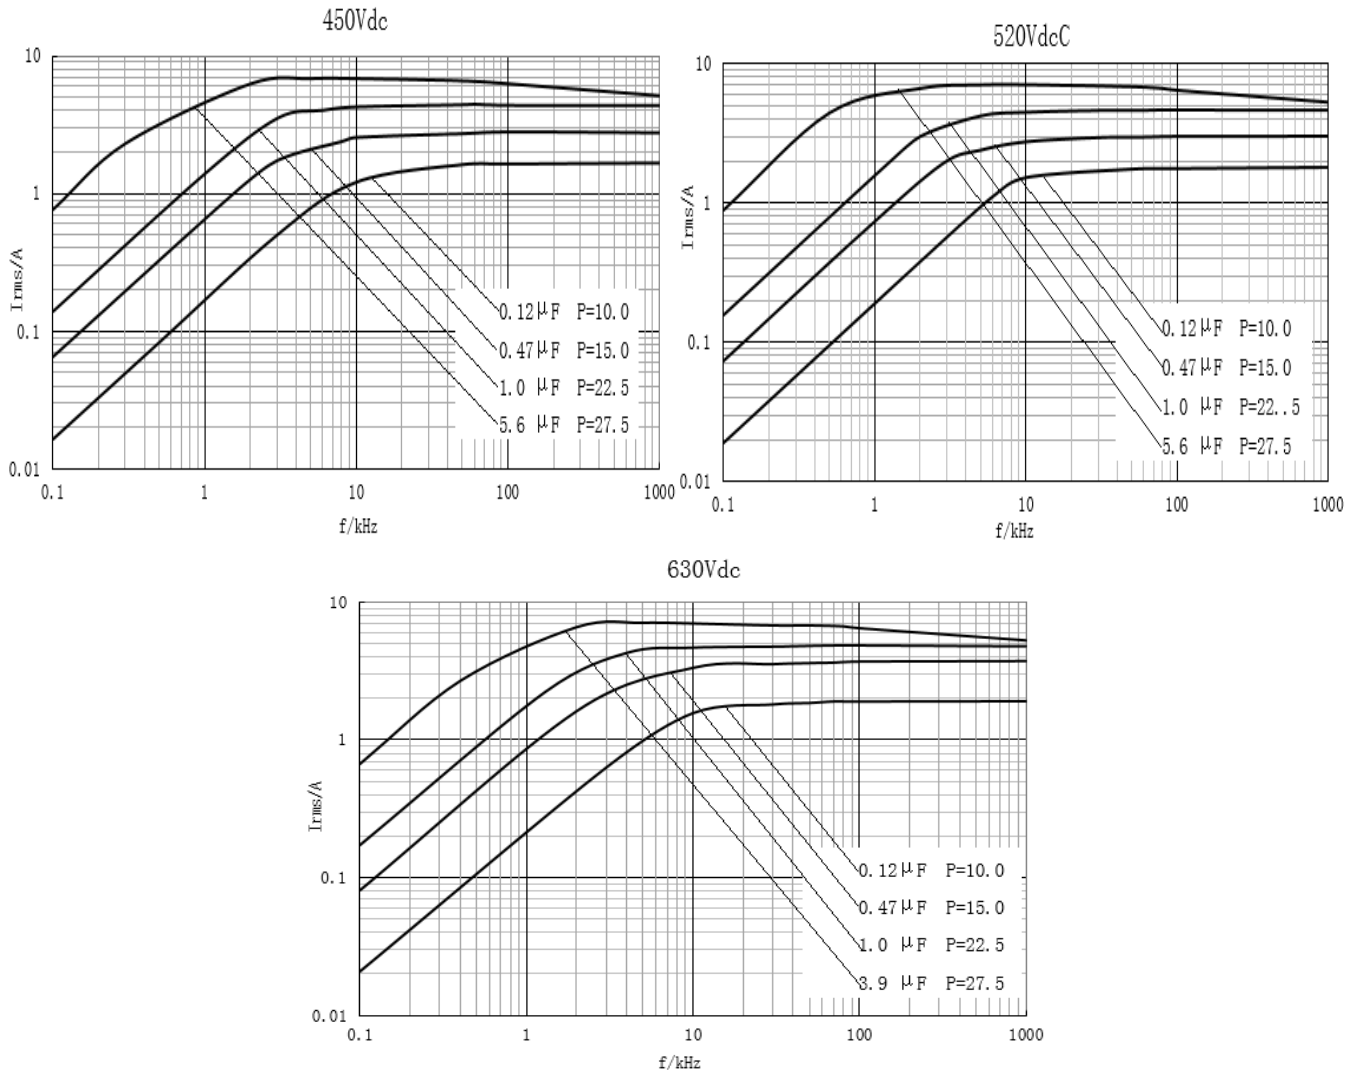 450Vdc
10
1
0.1
0.01
Irms/A
0.12μF P=10.0
0.47μF P=15.0
1.0 μF P=22.5
5.6 μF P=27.5
0.1 1 10 100 1000
f/kHz
520VdcC
10
1
0.1
0.01
Irms/A
0.12μF P=10.0
0.47μF P=15.0
1.0 μF P=22..5
5.6 μF P=27.5
0.1 1 10 100 1000
f/kHz
630Vdc
10
1
0.1
0.01
Irms/A
0.12μF P=10.0
0.47μF P=15.0
1.0 μF P=22.5
3.9 μF P=27.5
0.1 1 10 100 1000
f/kHz